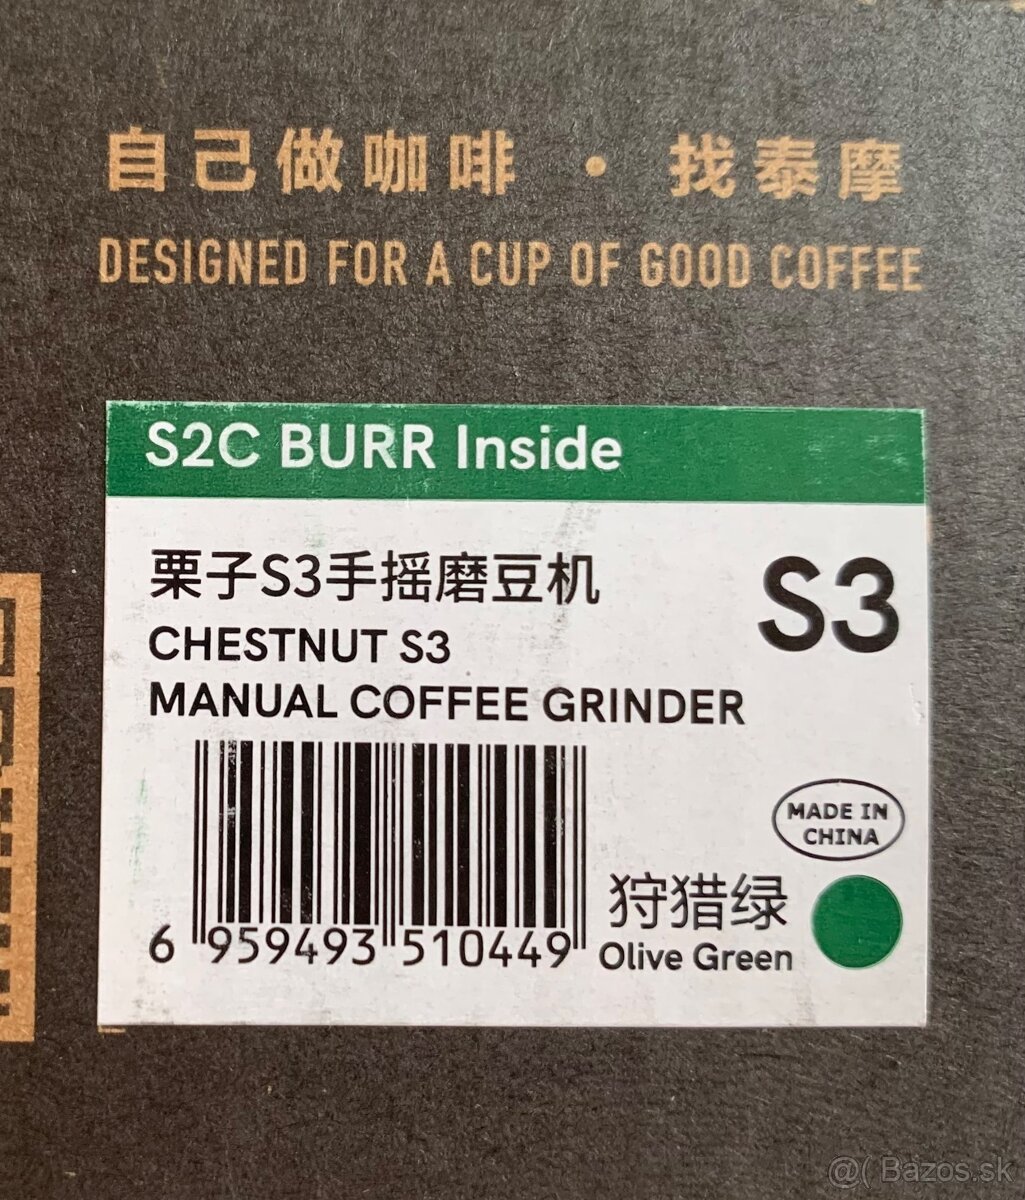 自己做咖啡 · 找泰摩
DESIGNED FOR A CUP OF GOOD COFFEE
S2C BURR Inside
栗子S3手摇磨豆机
S3
CHESTNUT S3
MANUAL COFFEE GRINDER
MADE IN
CHINA
狩猎绿
Olive Green
6 959493 510449
@( Bazos.sk